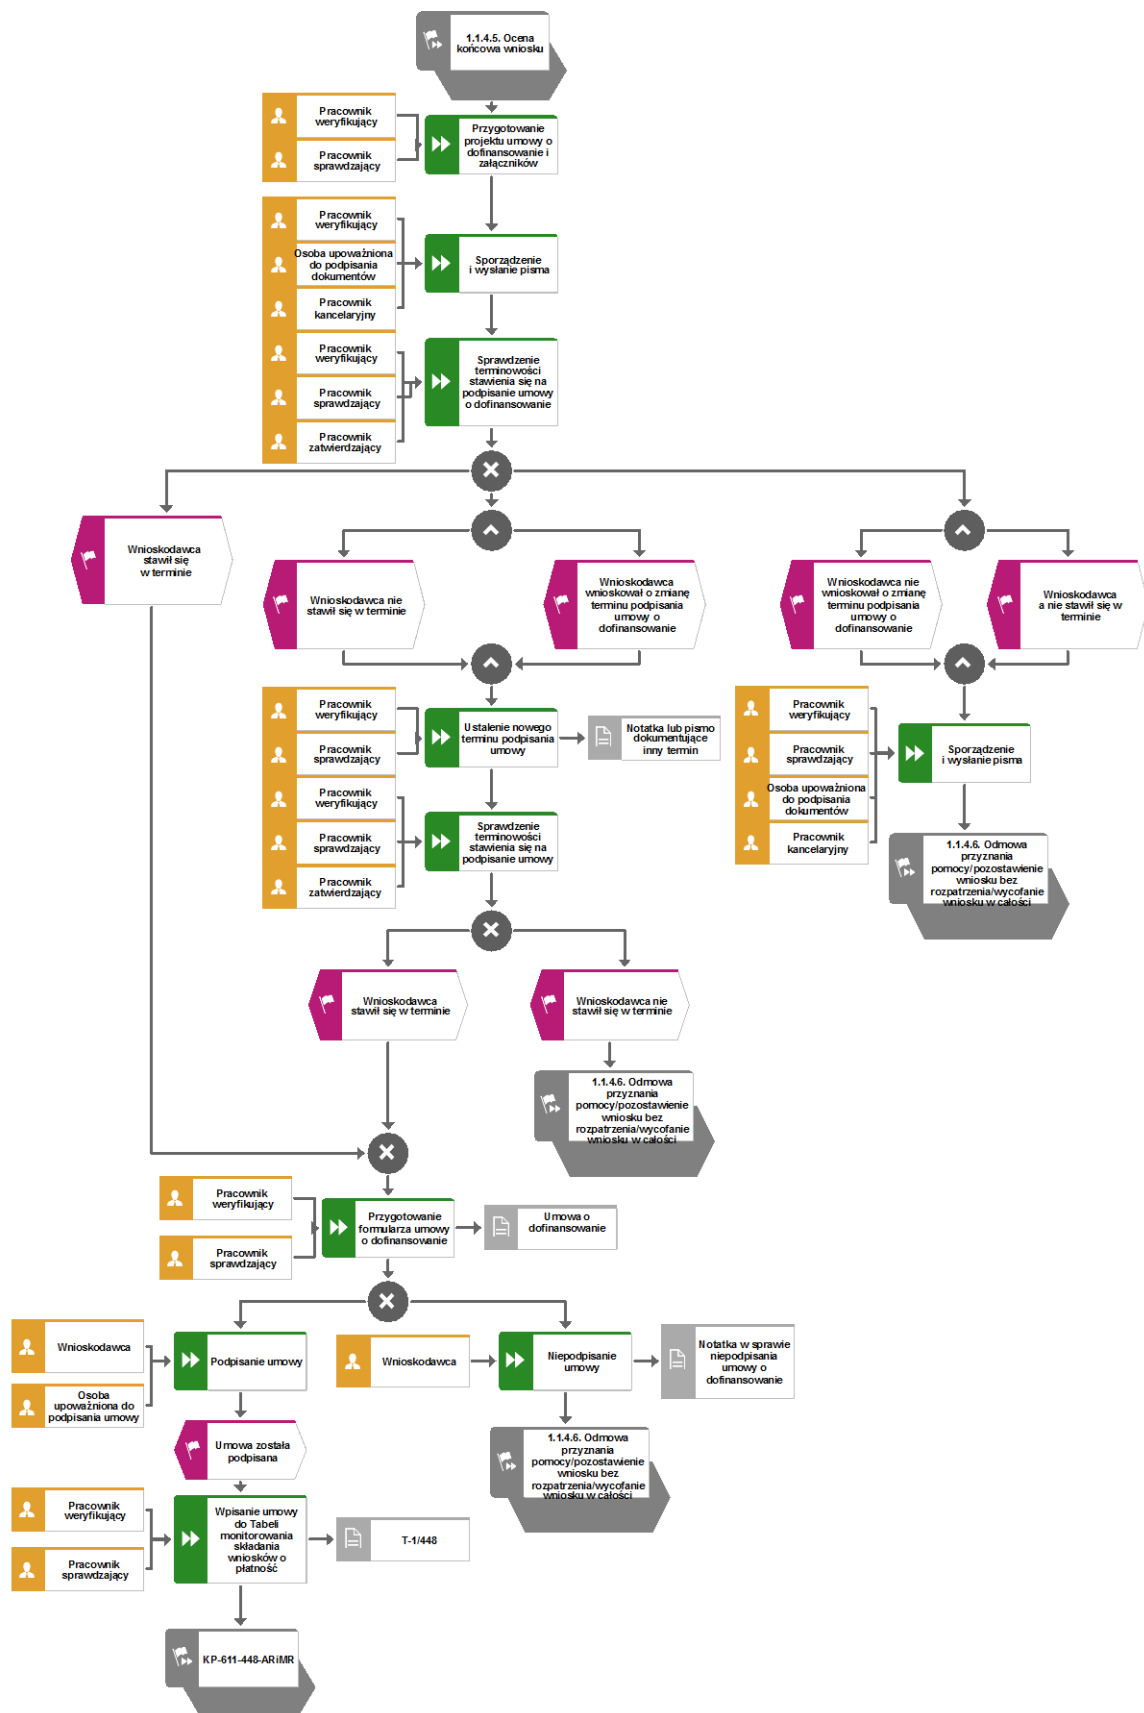 1.1.4.5. Ocena
końcowa wniosku
Pracownik
weryfikujący
Pracownik
sprawdzający
Przygotowanie
projektu umowy o
dofinansowanie i
załączników
Pracownik
weryfikujący
Osoba upoważniona
do podpisania
dokumentów
Pracownik
kancelaryjny
Sporządzenie
i wysłanie pisma
Pracownik
weryfikujący
Pracownik
sprawdzający
Pracownik
zatwierdzający
Sprawdzenie
terminowości
stawienia się na
podpisanie umowy
o dofinansowanie
Wnioskodawca
stawił się
w terminie
Wnioskodawca nie
stawił się w terminie
Wnioskodawca
wnioskował o zmianę
terminu podpisania
umowy o
dofinansowanie
Wnioskodawca nie
wnioskował o zmianę
terminu podpisania
umowy o
dofinansowanie
Wnioskodawca
a nie stawił się w
terminie
Pracownik
weryfikujący
Pracownik
sprawdzający
Ustalenie nowego
terminu podpisania
umowy
Notatka lub pismo
dokumentujące
inny termin
Pracownik
weryfikujący
Pracownik
sprawdzający
Osoba upoważniona
do podpisania
dokumentów
Pracownik
kancelaryjny
Sporządzenie
i wysłanie pisma
Pracownik
weryfikujący
Pracownik
sprawdzający
Pracownik
zatwierdzający
Sprawdzenie
terminowości
stawienia się na
podpisanie umowy
1.1.4.6. Odmowa
przyznania
pomocy/pozostawienie
wniosku bez
rozpatrzenia/wycofanie
wniosku w całości
Wnioskodawca
stawił się w terminie
Wnioskodawca nie
stawił się w terminie
1.1.4.6. Odmowa
przyznania
pomocy/pozostawienie
wniosku bez
rozpatrzenia/wycofanie
wniosku w całości
Pracownik
weryfikujący
Pracownik
sprawdzający
Przygotowanie
formularza umowy
o dofinansowanie
Umowa o
dofinansowanie
Wnioskodawca
Osoba
upoważniona do
podpisania umowy
Podpisanie umowy
Wnioskodawca
Niepodpisanie
umowy
Notatka w sprawie
niepodpisania
umowy o
dofinansowanie
Umowa została
podpisana
1.1.4.6. Odmowa
przyznania
pomocy/pozostawienie
wniosku bez
rozpatrzenia/wycofanie
wniosku w całości
Pracownik
weryfikujący
Pracownik
sprawdzający
Wpisanie umowy
do Tabeli
monitorowania
składania
wniosków o
płatność
T-1/448
KP-611-448-ARiMR